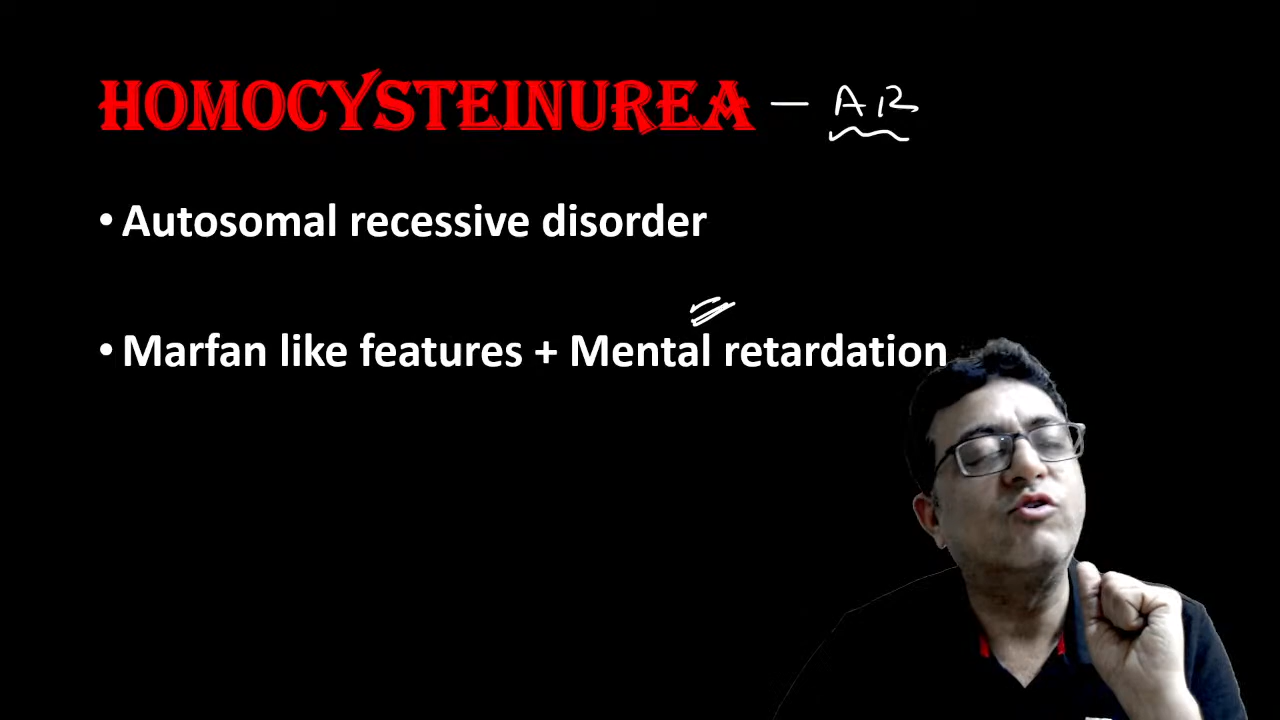 HOMOCYSTEINUREA - AR
• Autosomal recessive disorder
• Marfan like features + Mental retardation